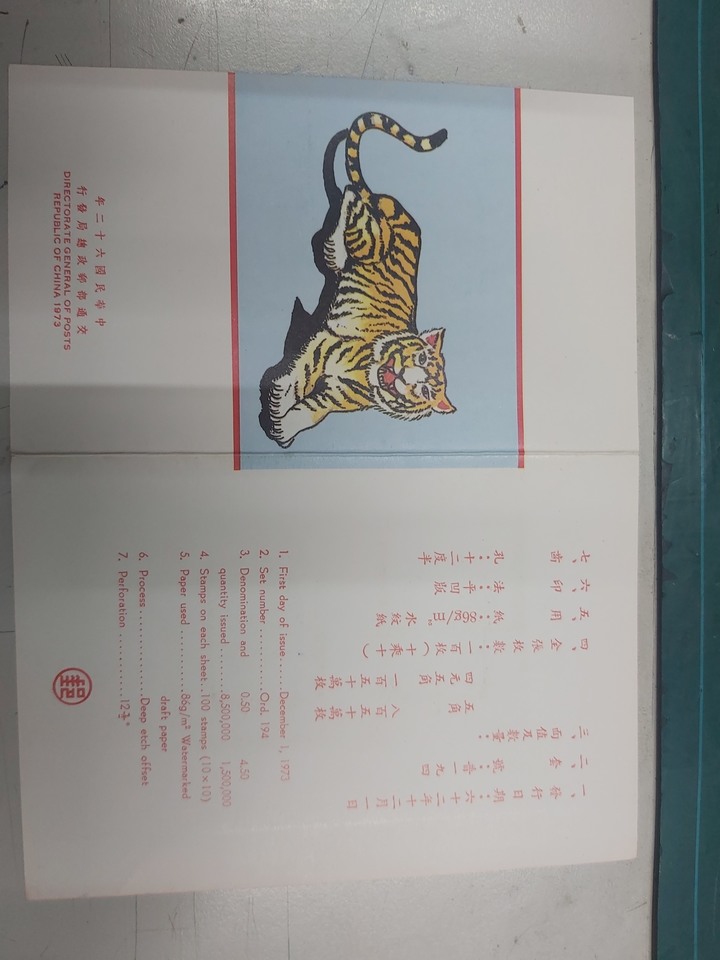 中華民國六十二年
交通部郵政總局發行
DIRECTORATE GENERAL OF POSTS
REPUBLIC OF CHINA 1973
一、發行日期：六十二年十二月一日
二、套號：普一九四
三、面值及數量：
五角 八百五十萬枚
四元五角 一百五十萬枚
四、全張枚數：一百枚（十乘十）
五、用紙： 水紋紙
六、印法：平凹版
七、齒孔：十二度半
1. First day of issue......December 1, 1973
2. Set number............Ord. 194
3. Denomination and 0.50 4.50
quantity issued........8,500,000 1,500,000
4. Stamps on each sheet..100 stamps (10×10)
5. Paper used..........86g/m² Watermarked
draft paper
6. Process..................Deep etch offset
7. Perforation............12½°
郵